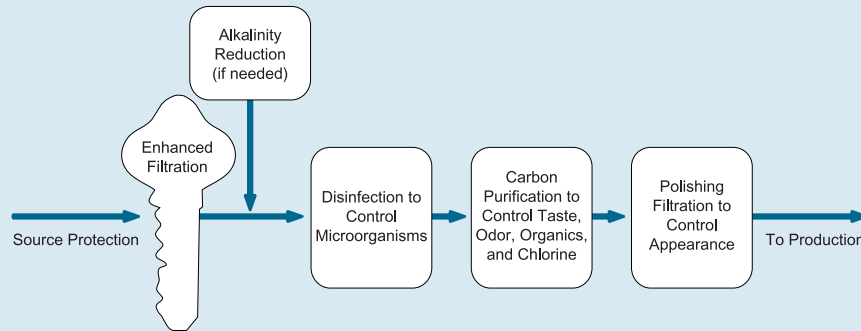 Alkalinity
Reduction
(if needed)
Enhanced
Filtration
Source Protection
Disinfection to
Control
Microorganisms
Carbon
Purification to
Control Taste,
Odor, Organics,
and Chlorine
Polishing
Filtration to
Control
Appearance
To Production